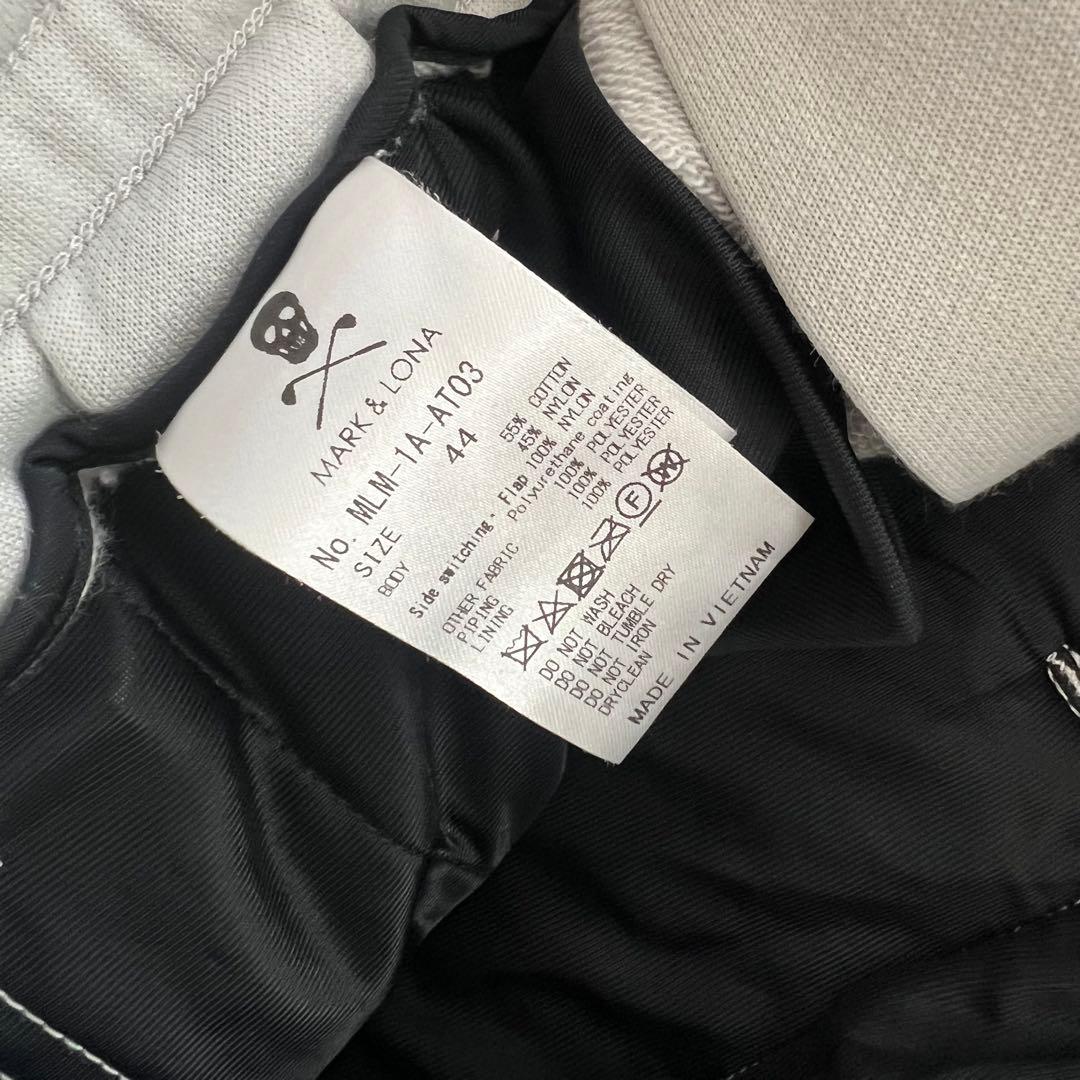 MARK & LONA
No. MLM-1A-AT03
SIZE 44
BODY 55% COTTON
45% NYLON
Side switching・Flap 100% NYLON
Polyurethane coating
OTHER FABRIC 100% POLYESTER
PIPING 100% POLYESTER
LINING 100% POLYESTER
F
W
DO NOT WASH
DO NOT BLEACH
DO NOT TUMBLE DRY
DO NOT IRON
DRYCLEAN
MADE IN VIETNAM